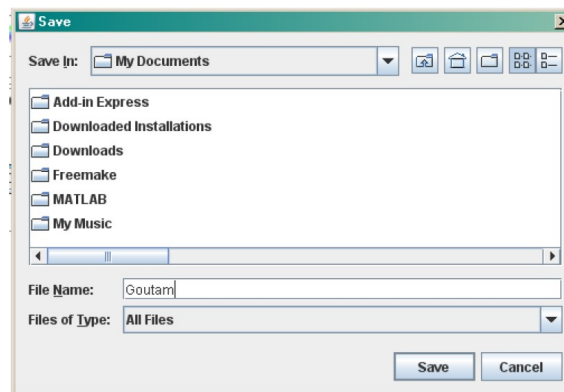 Save
Save In: My Documents
Add-in Express
Downloaded Installations
Downloads
Freemake
MATLAB
My Music
File Name: Goutam
Files of Type: All Files
Save Cancel